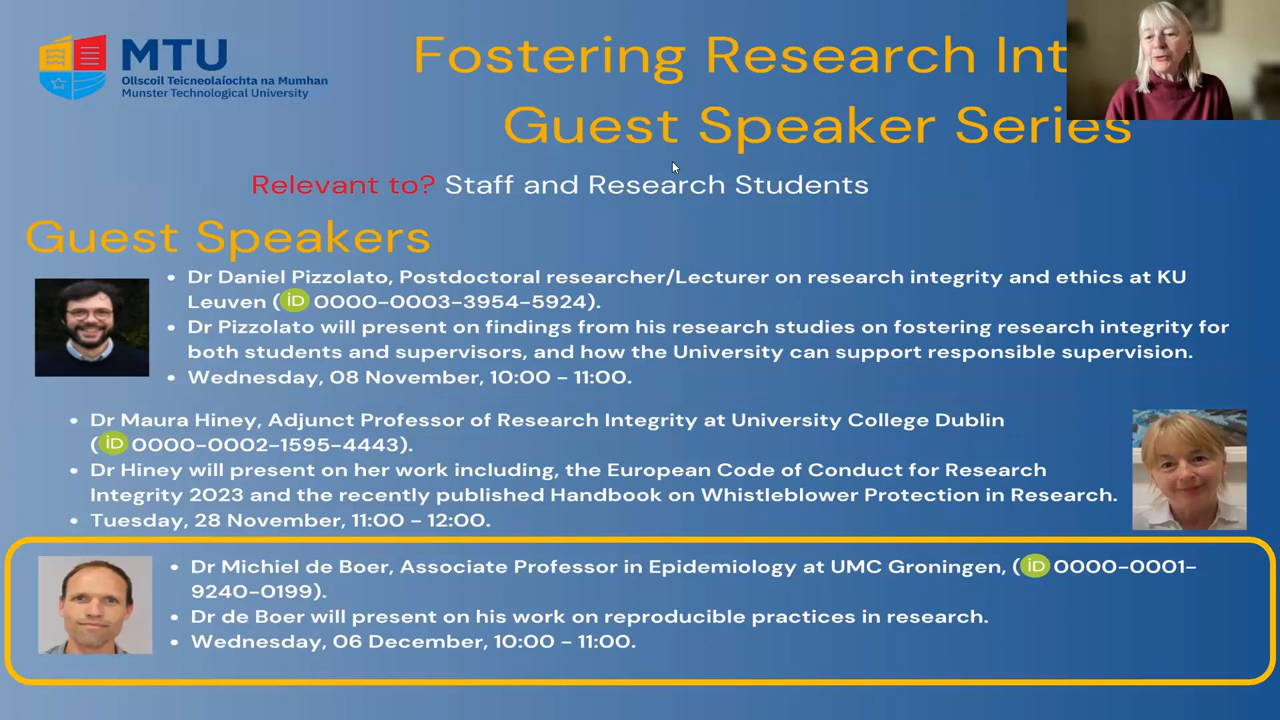 MTU
Ollscoil Teicneolaíochta na Mumhan
Munster Technological University
Fostering Research Int
Guest Speaker Series
Relevant to? Staff and Research Students
Guest Speakers
• Dr Daniel Pizzolato, Postdoctoral researcher/Lecturer on research integrity and ethics at KU
Leuven (iD 0000-0003-3954-5924).
• Dr Pizzolato will present on findings from his research studies on fostering research integrity for
both students and supervisors, and how the University can support responsible supervision.
• Wednesday, 08 November, 10:00 - 11:00.
• Dr Maura Hiney, Adjunct Professor of Research Integrity at University College Dublin
(iD 0000-0002-1595-4443).
• Dr Hiney will present on her work including, the European Code of Conduct for Research
Integrity 2023 and the recently published Handbook on Whistleblower Protection in Research.
• Tuesday, 28 November, 11:00 - 12:00.
• Dr Michiel de Boer, Associate Professor in Epidemiology at UMC Groningen, (iD 0000-0001-
9240-0199).
• Dr de Boer will present on his work on reproducible practices in research.
• Wednesday, 06 December, 10:00 - 11:00.